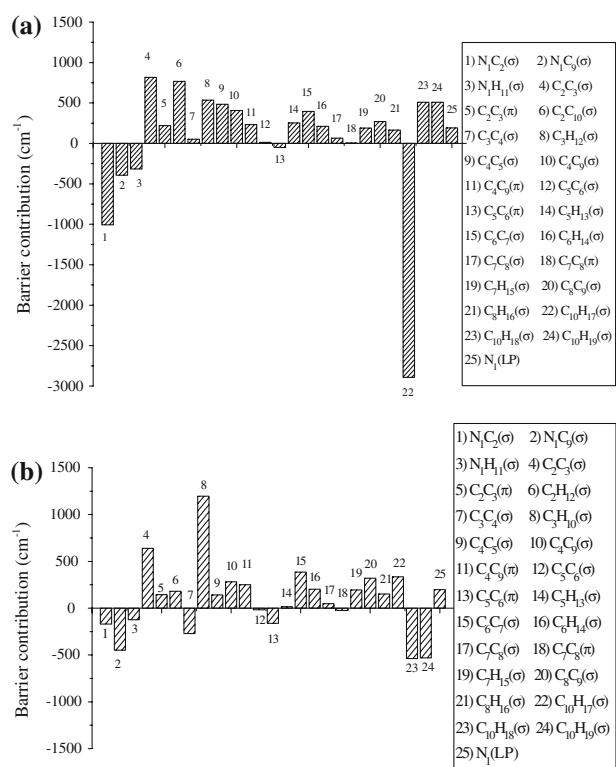 (a)
1500
1000
500
0
-500
-1000
-1500
-2000
-2500
-3000
Barrier contribution (cm⁻¹)
1 2 3 4 5 6 7 8 9 10 11 12 13 14 15 16 17 18 19 20 21 22 23 24 25
1) N₁C₂(σ) 2) N₁C₉(σ)
3) N₁H₁₁(σ) 4) C₂C₃(σ)
5) C₂C₃(π) 6) C₂C₁₀(σ)
7) C₃C₄(σ) 8) C₃H₁₂(σ)
9) C₄C₅(σ) 10) C₄C₉(σ)
11) C₄C₉(π) 12) C₅C₆(σ)
13) C₅C₆(π) 14) C₅H₁₃(σ)
15) C₆C₇(σ) 16) C₆H₁₄(σ)
17) C₇C₈(σ) 18) C₇C₈(π)
19) C₇H₁₅(σ) 20) C₈C₉(σ)
21) C₈H₁₆(σ) 22) C₁₀H₁₇(σ)
23) C₁₀H₁₈(σ) 24) C₁₀H₁₉(σ)
25) N₁(LP)
(b)
1500
1000
500
0
-500
-1000
-1500
Barrier contribution (cm⁻¹)
1 2 3 4 5 6 7 8 9 10 11 12 13 14 15 16 17 18 19 20 21 22 23 24 25
1) N₁C₂(σ) 2) N₁C₉(σ)
3) N₁H₁₁(σ) 4) C₂C₃(σ)
5) C₂C₃(π) 6) C₂H₁₂(σ)
7) C₃C₄(σ) 8) C₃H₁₀(σ)
9) C₄C₅(σ) 10) C₄C₉(σ)
11) C₄C₉(π) 12) C₅C₆(σ)
13) C₅C₆(π) 14) C₅H₁₃(σ)
15) C₆C₇(σ) 16) C₆H₁₄(σ)
17) C₇C₈(σ) 18) C₇C₈(π)
19) C₇H₁₅(σ) 20) C₈C₉(σ)
21) C₈H₁₆(σ) 22) C₁₀H₁₇(σ)
23) C₁₀H₁₈(σ) 24) C₁₀H₁₉(σ)
25) N₁(LP)